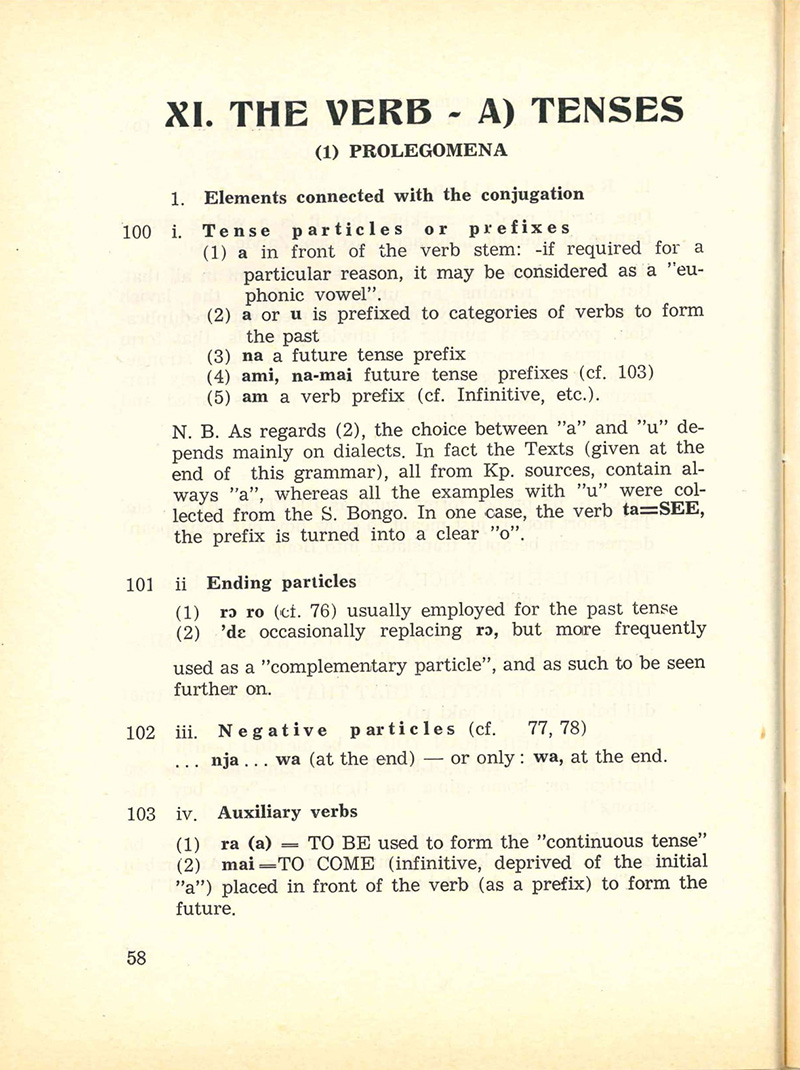 XI. THE VERB - A) TENSES
(1) PROLEGOMENA
1. Elements connected with the conjugation
100 i. Tense particles or prefixes
(1) a in front of the verb stem: -if required for a
particular reason, it may be considered as a "eu-
phonic vowel".
(2) a or u is prefixed to categories of verbs to form
the past
(3) na a future tense prefix
(4) ami, na-mai future tense prefixes (cf. 103)
(5) am a verb prefix (cf. Infinitive, etc.).
N. B. As regards (2), the choice between "a" and "u" de-
pends mainly on dialects. In fact the Texts (given at the
end of this grammar), all from Kp. sources, contain al-
ways "a", whereas all the examples with "u" were col-
lected from the S. Bongo. In one case, the verb ta=SEE,
the prefix is turned into a clear "o".
101 ii Ending particles
(1) rɔ ro (cf. 76) usually employed for the past tense
(2) 'dɛ occasionally replacing rɔ, but more frequently
used as a "complementary particle", and as such to be seen
further on.
102 iii. Negative particles (cf. 77, 78)
... nja ... wa (at the end) — or only : wa, at the end.
103 iv. Auxiliary verbs
(1) ra (a) = TO BE used to form the "continuous tense"
(2) mai=TO COME (infinitive, deprived of the initial
"a") placed in front of the verb (as a prefix) to form the
future.
58